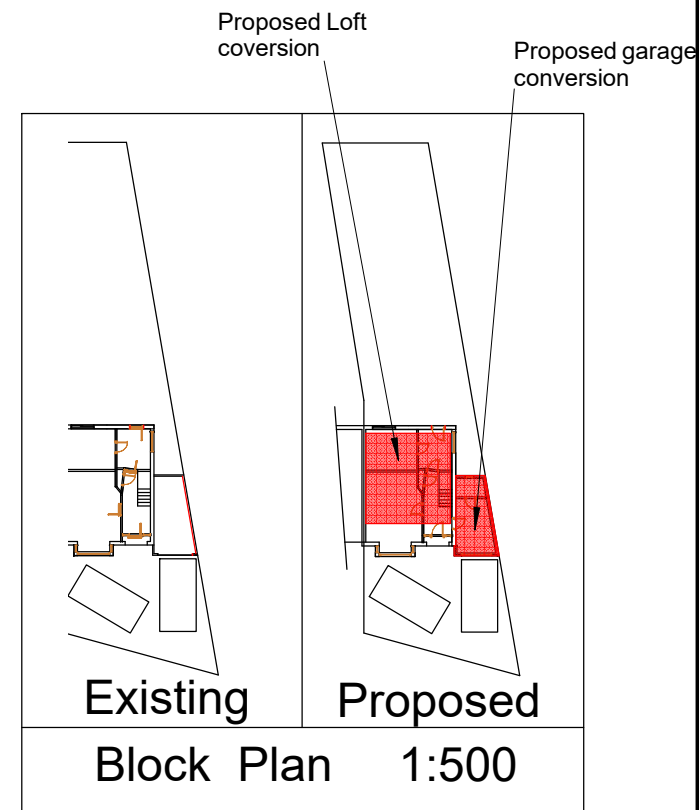 Proposed Loft
coversion
Proposed garage
conversion
Existing
Proposed
Block Plan 1:500